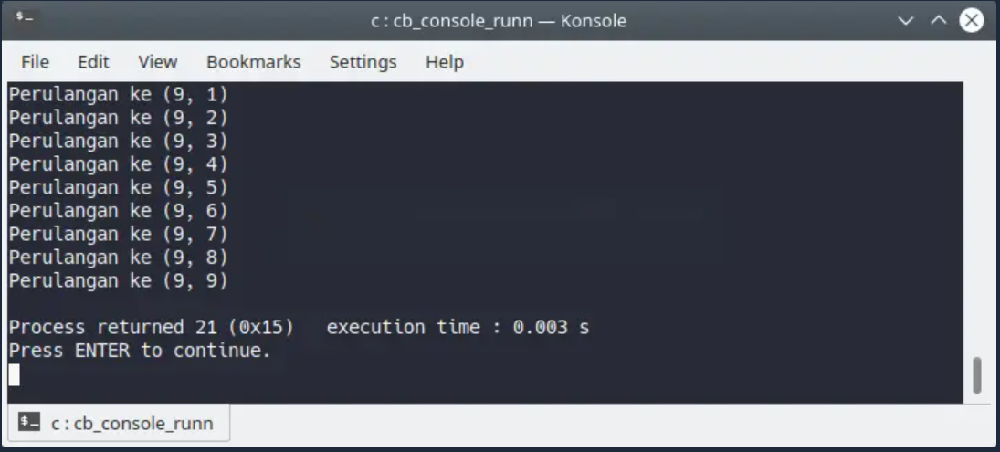 c : cb_console_runn — Konsole
File Edit View Bookmarks Settings Help
Perulangan ke (9, 1)
Perulangan ke (9, 2)
Perulangan ke (9, 3)
Perulangan ke (9, 4)
Perulangan ke (9, 5)
Perulangan ke (9, 6)
Perulangan ke (9, 7)
Perulangan ke (9, 8)
Perulangan ke (9, 9)
Process returned 21 (0x15)   execution time : 0.003 s
Press ENTER to continue.
c : cb_console_runn